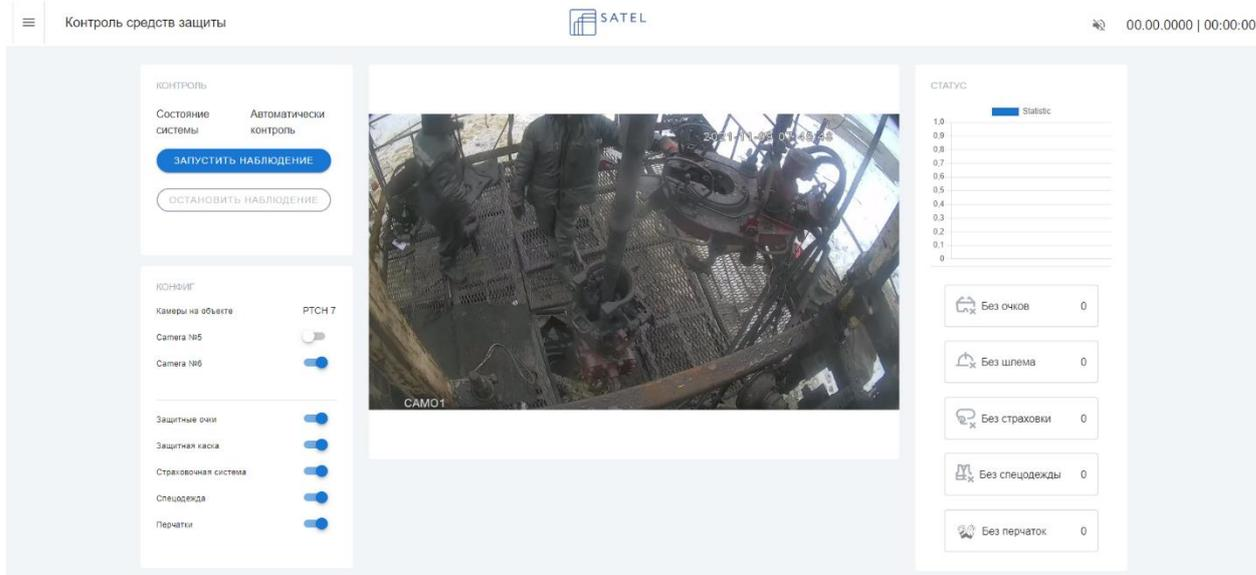 Контроль средств защиты
SATEL
00.00.0000 | 00:00:00
КОНТРОЛЬ
Состояние системы
Автоматически контроль
ЗАПУСТИТЬ НАБЛЮДЕНИЕ
ОСТАНОВИТЬ НАБЛЮДЕНИЕ
КОНФИГ
Камеры на объекте PTCH 7
Camera №5
Camera №6
Защитные очки
Защитная каска
Страховочная система
Спецодежда
Перчатки
CAMO1
СТАТУС
Statistic
1,0
0,9
0,8
0,7
0,6
0,5
0,4
0,3
0,2
0,1
0
Без очков 0
Без шлема 0
Без страховки 0
Без спецодежды 0
Без перчаток 0